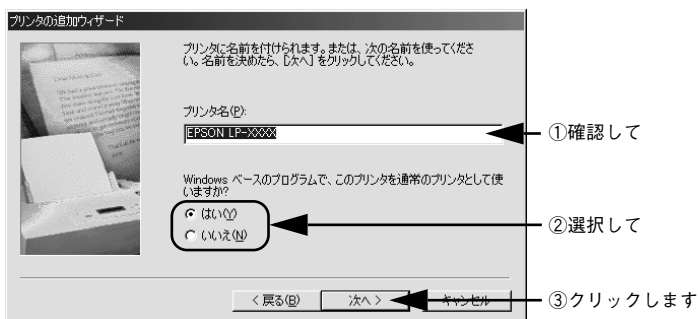 プリンタの追加ウィザード
プリンタに名前を付けられます。または、次の名前を使ってくださ
い。名前を決めたら、[次へ] をクリックしてください。
プリンタ名(P):
EPSON LP-XXXX
①確認して
Windows ベースのプログラムで、このプリンタを通常のプリンタとして使
いますか?
はい(Y)
いいえ(N)
②選択して
< 戻る(B)
次へ >
キャンセル
③クリックします